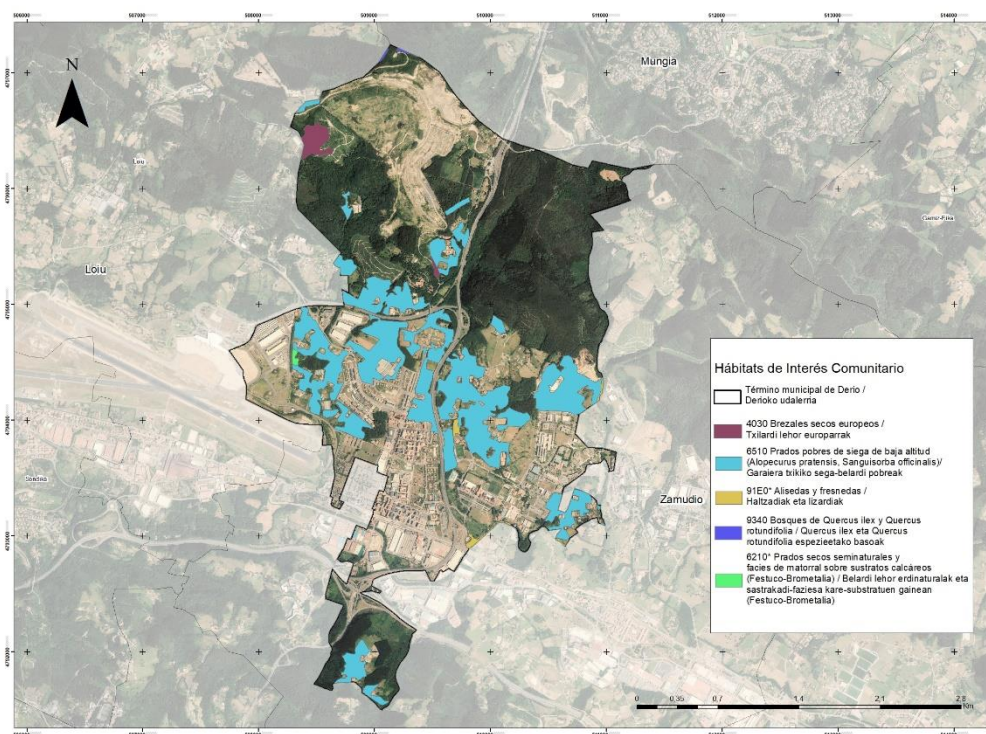 506000 507000 508000 509000 510000 511000 512000 513000 514000
N
Mungia
Loiu
Loiu
Zamudio
Hábitats de Interés Comunitario
Término municipal de Derio /
Derioko udalerria
4030 Brezales secos europeos /
Txilardi lehor europarrak
6510 Prados pobres de siega de baja altitud
(Alopecurus pratensis, Sanguisorba officinalis)/
Garaiera txikiko sega-belardi pobreak
91E0* Alisedas y fresnedas /
Haltzadiak eta lizardiak
9340 Bosques de Quercus ilex y Quercus
rotundifolia / Quercus ilex eta Quercus
rotundifolia espezieetako basoak
6210* Prados secos seminaturales y
facies de matorral sobre sustratos calcáreos
(Festuco-Brometalia) / Belardi lehor erdinaturalak eta
sastrakadi-faziesa kare-substratuen gainean
(Festuco-Brometalia)
0 0,35 0,7 1,4 2,1 2,8
Km